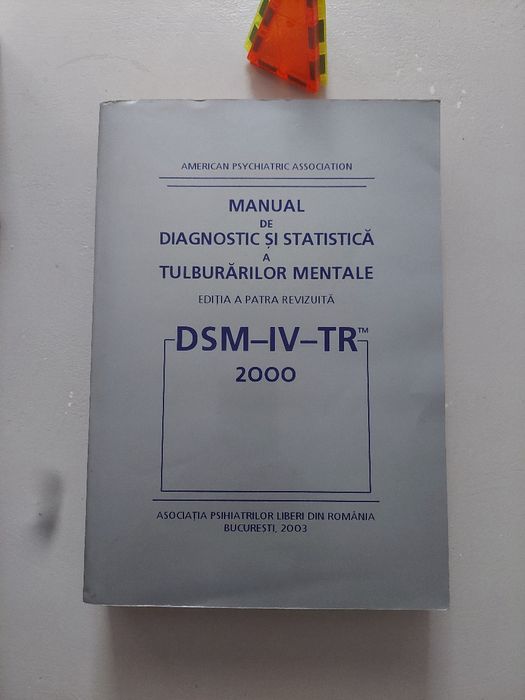 AMERICAN PSYCHIATRIC ASSOCIATION
MANUAL
DE
DIAGNOSTIC ȘI STATISTICĂ
A
TULBURĂRILOR MENTALE
EDIȚIA A PATRA REVIZUITĂ
DSM–IV–TR™
2000
ASOCIAȚIA PSIHIATRILOR LIBERI DIN ROMÂNIA
BUCUREȘTI, 2003